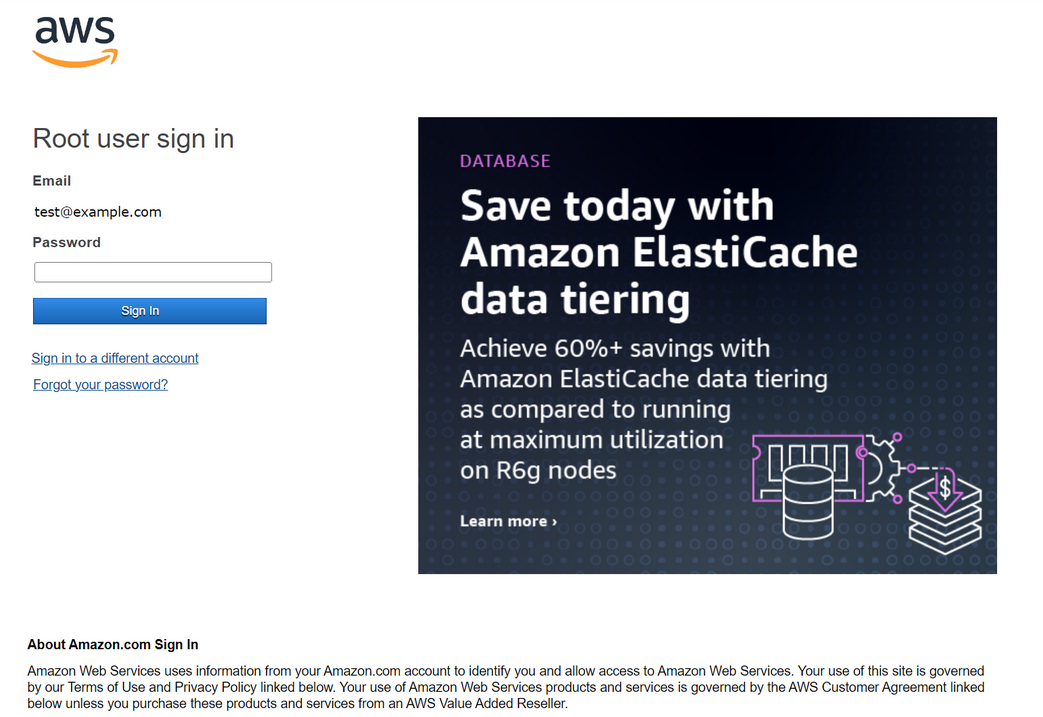 aws
Root user sign in
Email
test@example.com
Password
Sign In
Sign in to a different account
Forgot your password?
DATABASE
Save today with
Amazon ElastiCache
data tiering
Achieve 60%+ savings with
Amazon ElastiCache data tiering
as compared to running
at maximum utilization
on R6g nodes
$
Learn more ›
About Amazon.com Sign In
Amazon Web Services uses information from your Amazon.com account to identify you and allow access to Amazon Web Services. Your use of this site is governed
by our Terms of Use and Privacy Policy linked below. Your use of Amazon Web Services products and services is governed by the AWS Customer Agreement linked
below unless you purchase these products and services from an AWS Value Added Reseller.